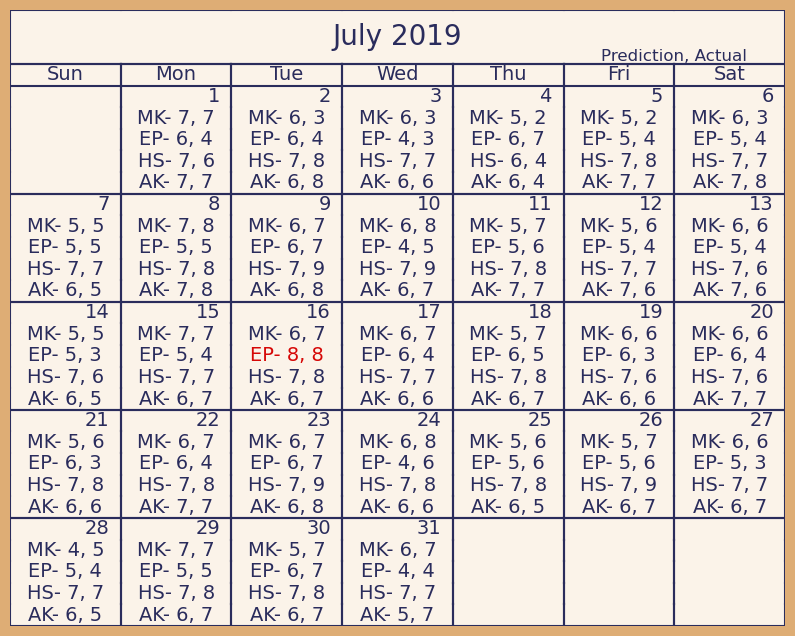 July 2019
Prediction, Actual
Sun Mon Tue Wed Thu Fri Sat
1 2 3 4 5 6
MK- 7, 7 MK- 6, 3 MK- 6, 3 MK- 5, 2 MK- 5, 2 MK- 6, 3
EP- 6, 4 EP- 6, 4 EP- 4, 3 EP- 6, 7 EP- 5, 4 EP- 5, 4
HS- 7, 6 HS- 7, 8 HS- 7, 7 HS- 6, 4 HS- 7, 8 HS- 7, 7
AK- 7, 7 AK- 6, 8 AK- 6, 6 AK- 6, 4 AK- 7, 7 AK- 7, 8
7 8 9 10 11 12 13
MK- 5, 5 MK- 7, 8 MK- 6, 7 MK- 6, 8 MK- 5, 7 MK- 5, 6 MK- 6, 6
EP- 5, 5 EP- 5, 5 EP- 6, 7 EP- 4, 5 EP- 5, 6 EP- 5, 4 EP- 5, 4
HS- 7, 7 HS- 7, 8 HS- 7, 9 HS- 7, 9 HS- 7, 8 HS- 7, 7 HS- 7, 6
AK- 6, 5 AK- 7, 8 AK- 6, 8 AK- 6, 7 AK- 7, 7 AK- 7, 6 AK- 7, 6
14 15 16 17 18 19 20
MK- 5, 5 MK- 7, 7 MK- 6, 7 MK- 6, 7 MK- 5, 7 MK- 6, 6 MK- 6, 6
EP- 5, 3 EP- 5, 4 EP- 8, 8 EP- 6, 4 EP- 6, 5 EP- 6, 3 EP- 6, 4
HS- 7, 6 HS- 7, 7 HS- 7, 8 HS- 7, 7 HS- 7, 8 HS- 7, 6 HS- 7, 6
AK- 6, 5 AK- 6, 7 AK- 6, 7 AK- 6, 6 AK- 6, 7 AK- 6, 6 AK- 7, 7
21 22 23 24 25 26 27
MK- 5, 6 MK- 6, 7 MK- 6, 7 MK- 6, 8 MK- 5, 6 MK- 5, 7 MK- 6, 6
EP- 6, 3 EP- 6, 4 EP- 6, 7 EP- 4, 6 EP- 5, 6 EP- 5, 6 EP- 5, 3
HS- 7, 8 HS- 7, 8 HS- 7, 9 HS- 7, 8 HS- 7, 8 HS- 7, 9 HS- 7, 7
AK- 6, 6 AK- 7, 7 AK- 6, 8 AK- 6, 6 AK- 6, 5 AK- 6, 7 AK- 6, 7
28 29 30 31
MK- 4, 5 MK- 7, 7 MK- 5, 7 MK- 6, 7
EP- 5, 4 EP- 5, 5 EP- 6, 7 EP- 4, 4
HS- 7, 7 HS- 7, 8 HS- 7, 8 HS- 7, 7
AK- 6, 5 AK- 6, 7 AK- 6, 7 AK- 5, 7